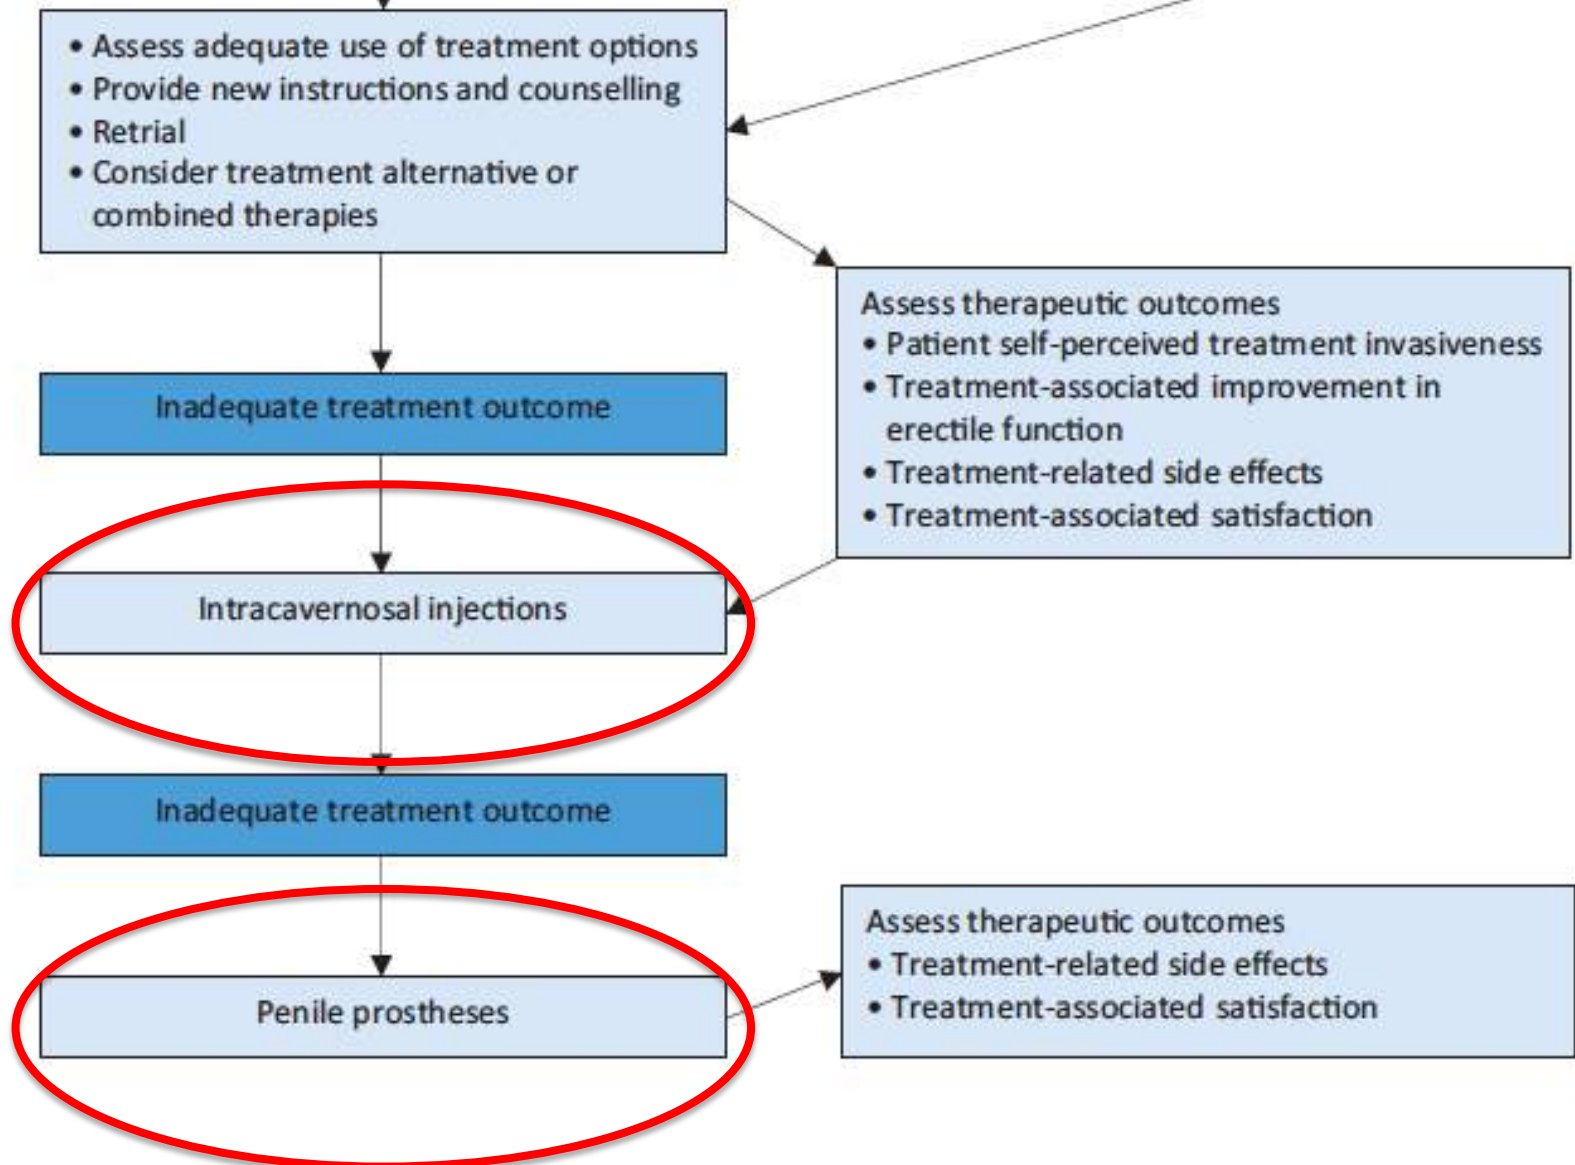 • Assess adequate use of treatment options
• Provide new instructions and counselling
• Retrial
• Consider treatment alternative or
combined therapies
Assess therapeutic outcomes
• Patient self-perceived treatment invasiveness
• Treatment-associated improvement in
erectile function
• Treatment-related side effects
• Treatment-associated satisfaction
Inadequate treatment outcome
Intracavernosal injections
Inadequate treatment outcome
Penile prostheses
Assess therapeutic outcomes
• Treatment-related side effects
• Treatment-associated satisfaction